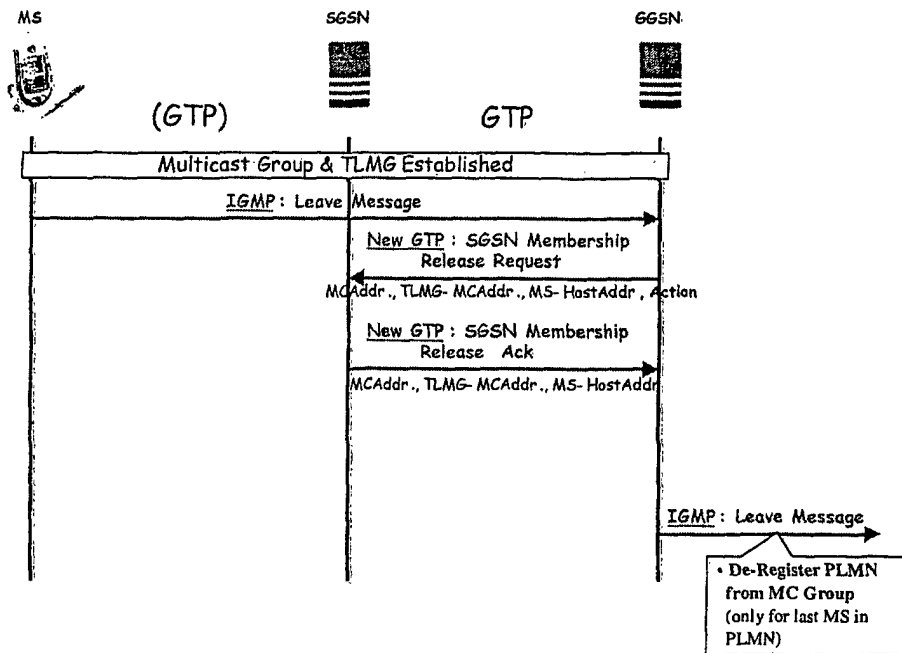 MS
SGSN
GGSN
(GTP)
GTP
Multicast Group & TLMG Established
IGMP : Leave Message
New GTP : SGSN Membership
Release Request
MCAddr., TLMG-MCAddr., MS-HostAddr, Action
New GTP : SGSN Membership
Release Ack
MCAddr., TLMG-MCAddr., MS-HostAddr
IGMP : Leave Message
• De-Register PLMN
from MC Group
(only for last MS in
PLMN)